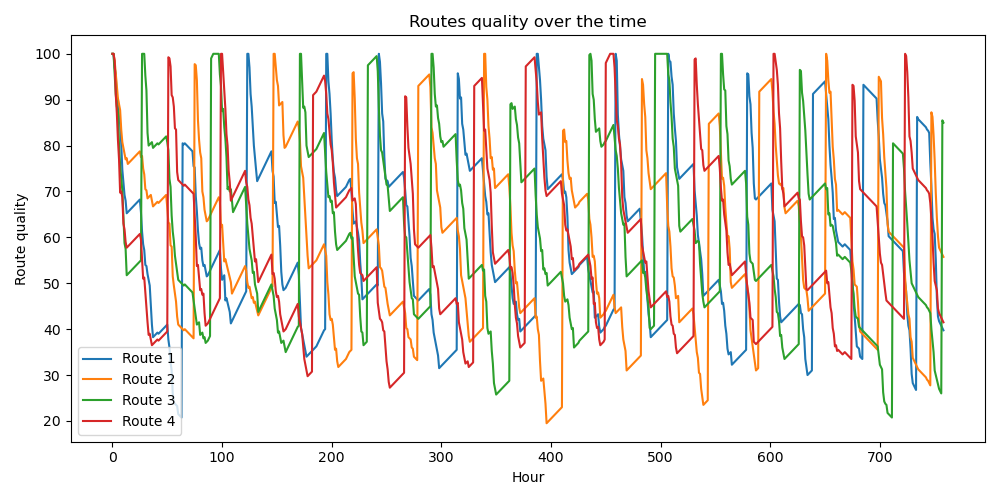 Routes quality over the time
Route quality
100
90
80
70
60
50
40
30
20
Route 1
Route 2
Route 3
Route 4
0 100 200 300 400 500 600 700
Hour